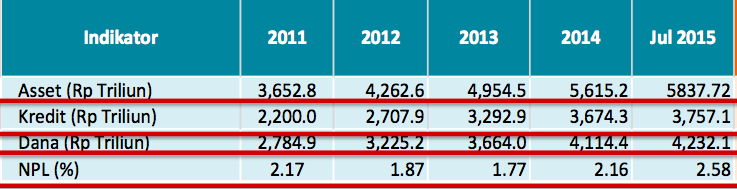 Indikator 2011 2012 2013 2014 Jul 2015
Asset (Rp Triliun) 3,652.8 4,262.6 4,954.5 5,615.2 5837.72
Kredit (Rp Triliun) 2,200.0 2,707.9 3,292.9 3,674.3 3,757.1
Dana (Rp Triliun) 2,784.9 3,225.2 3,664.0 4,114.4 4,232.1
NPL (%) 2.17 1.87 1.77 2.16 2.58